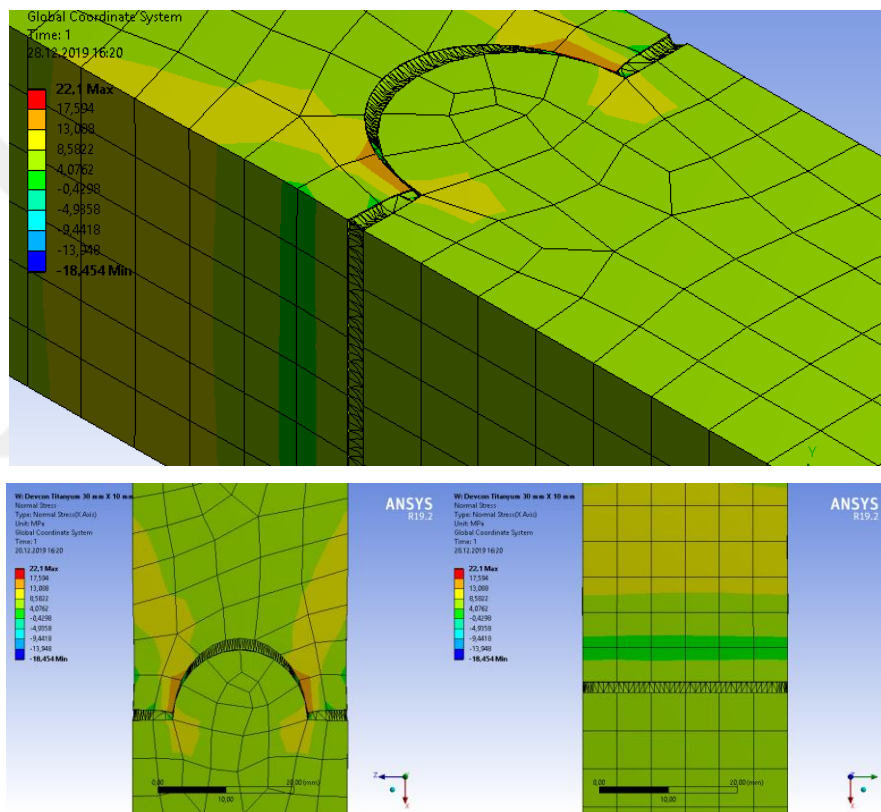 Global Coordinate System
Time: 1
28.12.2019 16:20
22,1 Max
17,594
13,088
8,5822
4,0762
-0,4298
-4,9358
-9,4418
-13,948
-18,454 Min
Y
W: Devcon Titanyum 30 mm X 10 mm
Normal Stress
Type: Normal Stress(X Axis)
Unit: MPa
Global Coordinate System
Time: 1
28.12.2019 16:20
22,1 Max
17,594
13,088
8,5822
4,0762
-0,4298
-4,9358
-9,4418
-13,948
-18,454 Min
ANSYS
R19.2
0,00
20,00 (mm)
10,00
Z
X
W: Devcon Titanyum 30 mm X 10 mm
Normal Stress
Type: Normal Stress(X Axis)
Unit: MPa
Global Coordinate System
Time: 1
28.12.2019 16:20
22,1 Max
17,594
13,088
8,5822
4,0762
-0,4298
-4,9358
-9,4418
-13,948
-18,454 Min
ANSYS
R19.2
0,00
20,00 (mm)
10,00
X